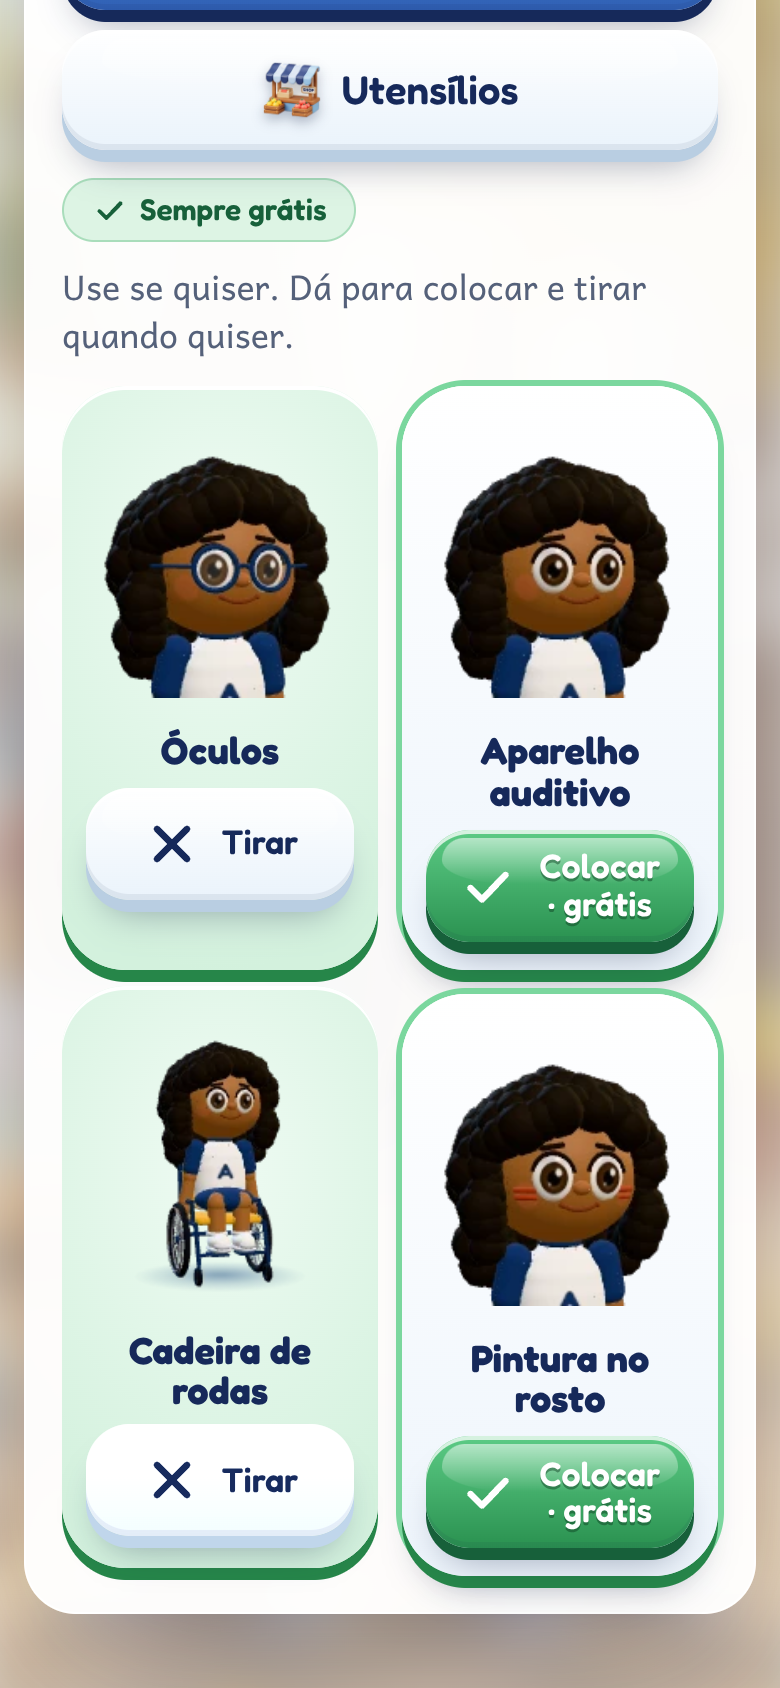 Utensílios
Sempre grátis
Use se quiser. Dá para colocar e tirar
quando quiser.
Óculos
Tirar
Aparelho
auditivo
Colocar
· grátis
A
Cadeira de
rodas
Tirar
Pintura no
rosto
Colocar
· grátis